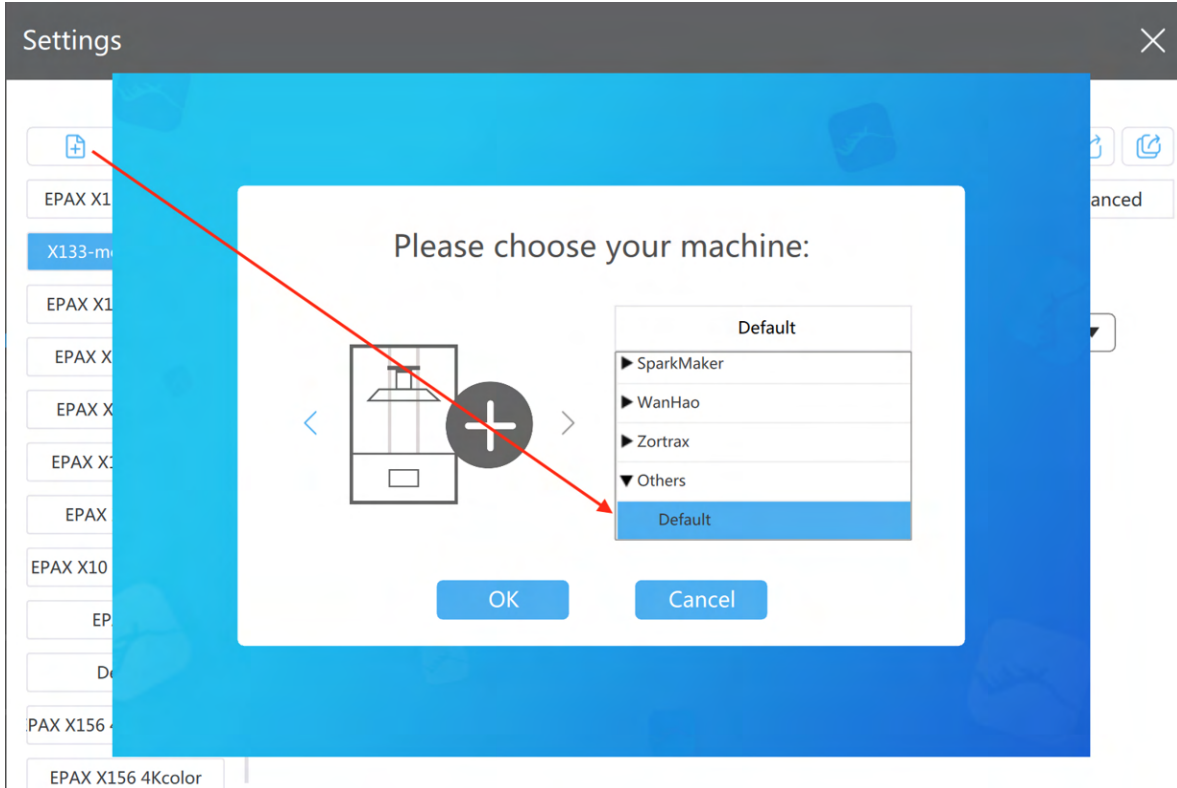 Settings
EPAX X1
anced
X133-m
EPAX X1
EPAX X
EPAX X
EPAX X1
EPAX
EPAX X10
EP
De
PAX X156 4
EPAX X156 4Kcolor
Please choose your machine:
Default
SparkMaker
WanHao
Zortrax
Others
Default
OK
Cancel